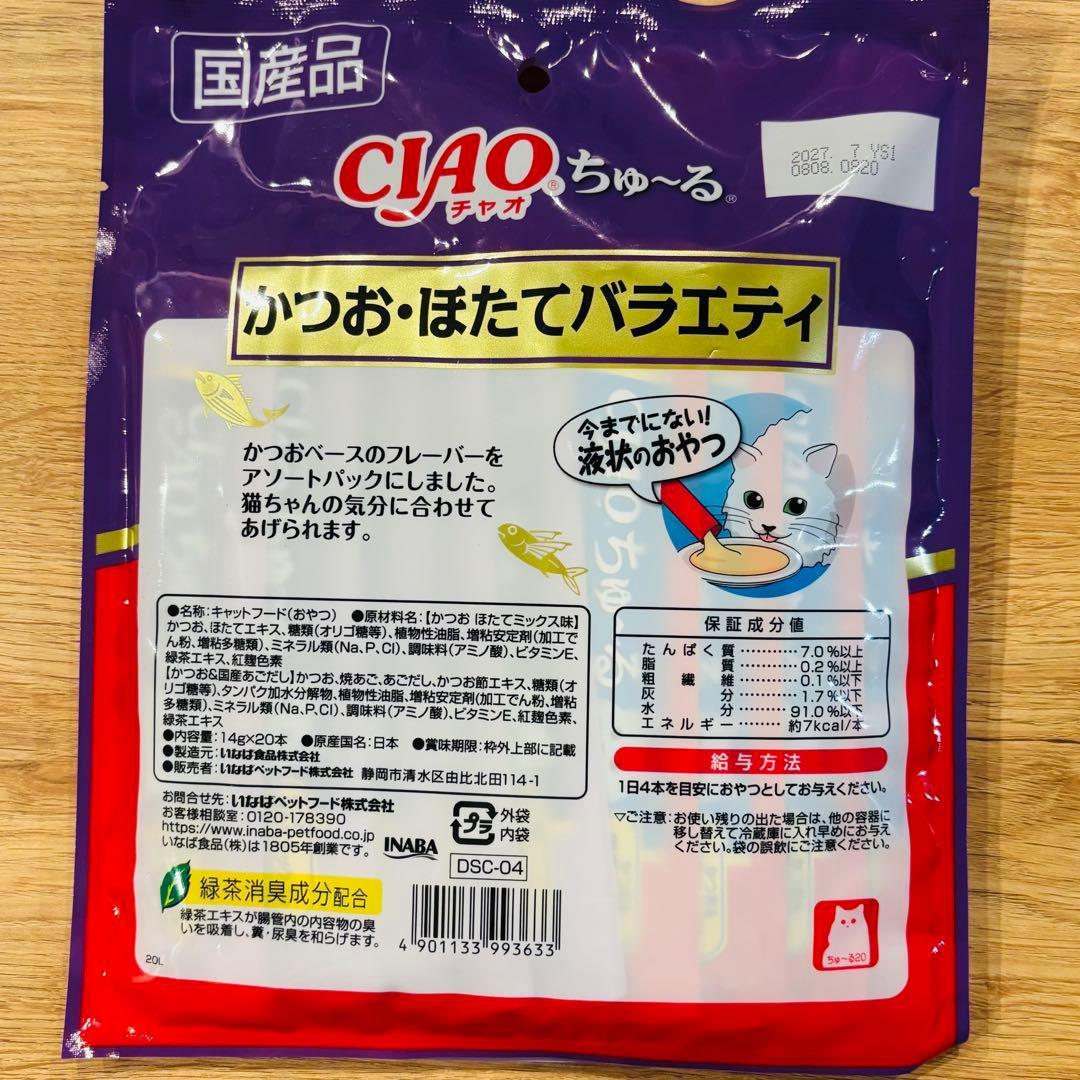 国産品
CIAO®
チャオ
ちゅ～る®
2027. 7 YS1
0808. 0820
かつお・ほたてバラエティ
かつおベースのフレーバーを
アソートパックにしました。
猫ちゃんの気分に合わせて
あげられます。
今までにない!
液状のおやつ
●名称:キャットフード(おやつ) ●原材料名:【かつお ほたてミックス味】
かつお、ほたてエキス、糖類(オリゴ糖等)、植物性油脂、増粘安定剤(加工で
ん粉、増粘多糖類)、ミネラル類(Na、P、Cl)、調味料(アミノ酸)、ビタミンE、
緑茶エキス、紅麹色素
【かつお&国産あごだし】かつお、焼あご、あごだし、かつお節エキス、糖類(オ
リゴ糖等)、タンパク加水分解物、植物性油脂、増粘安定剤(加工でん粉、増粘
多糖類)、ミネラル類(Na、P、Cl)、調味料(アミノ酸)、ビタミンE、紅麹色素、
緑茶エキス
●内容量:14g×20本 ●原産国名:日本 ●賞味期限:枠外上部に記載
●製造元:いなば食品株式会社
●販売者:いなばペットフード株式会社 静岡市清水区由比北田114-1
保証成分値
たんぱく質………7.0%以上
脂質………0.2%以上
粗繊維………0.1%以下
灰分………1.7%以下
水分………91.0%以下
エネルギー………約7kcal/本
給与方法
1日4本を目安におやつとしてお与えください。
▽ご注意:お使い残りの出た場合は、他の容器に
移し替えて冷蔵庫に入れ早めにお与え
ください。袋の誤飲にご注意ください。
お問合せ先:いなばペットフード株式会社
お客様相談室:0120-178390
https://www.inaba-petfood.co.jp
いなば食品(株)は1805年創業です。
INABA
プラ
外袋
内袋
DSC-04
緑茶消臭成分配合
緑茶エキスが腸管内の内容物の臭
いを吸着し、糞・尿臭を和らげます。
4 901133 993633
ちゅ～る20
20L